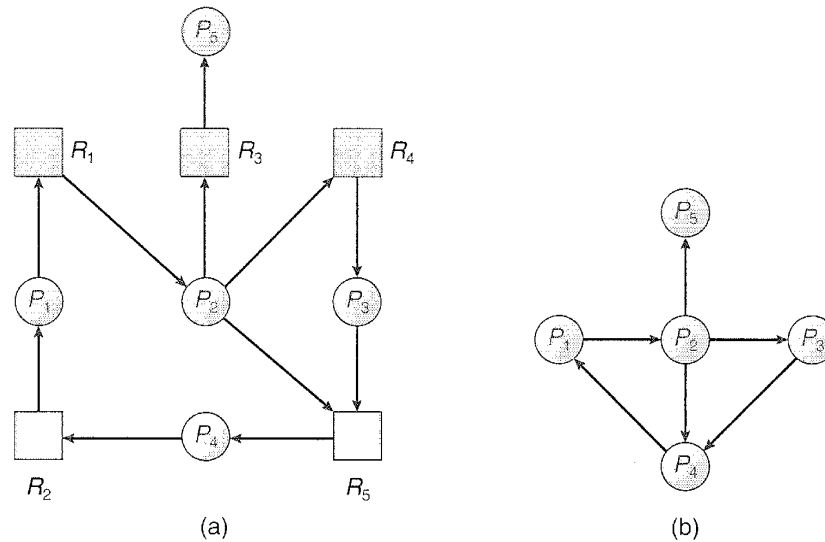 P₅
R₁ R₃ R₄
P₅
P₁ P₂ P₃
P₁ P₂ P₃
P₄
P₄
R₂ R₅
(a) (b)